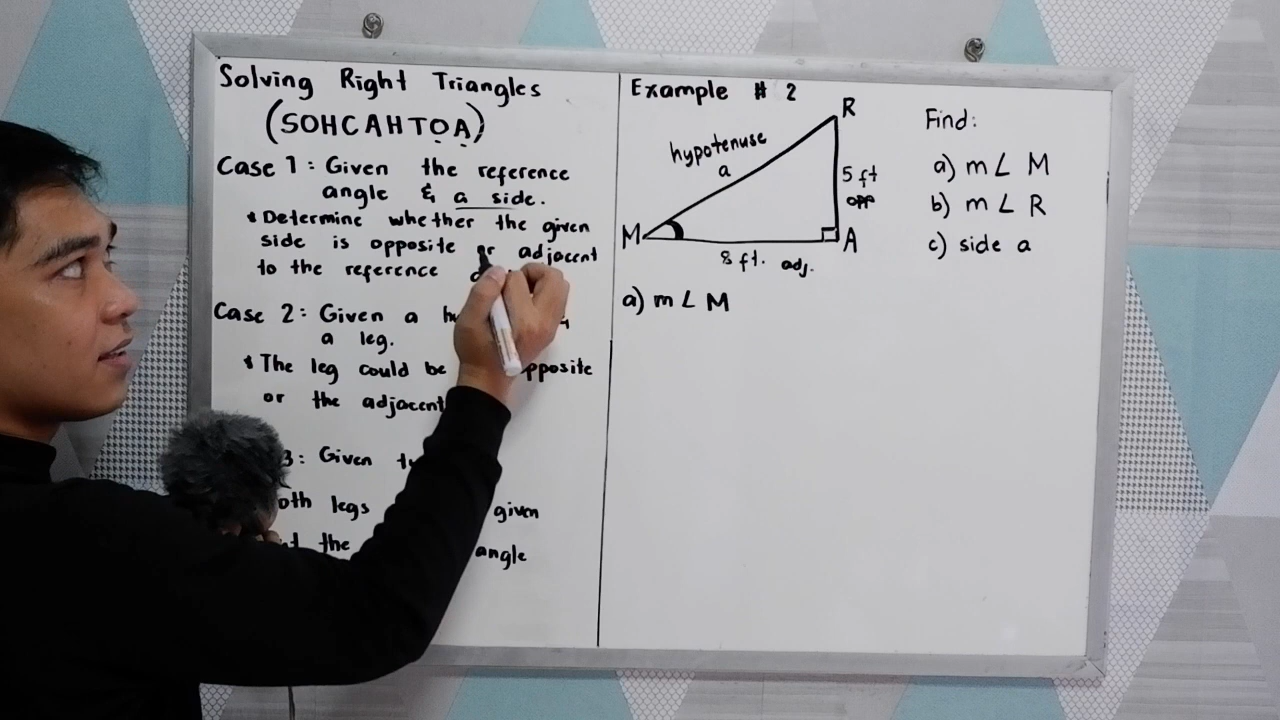 Solving Right Triangles
(SOHCAHTOA)
Case 1: Given the reference
angle & a side.
* Determine whether the given
side is opposite or adjacent
to the reference
Case 2: Given a
a leg.
* The leg could be opposite
or the adjacent
3: Given
legs given
the angle
Example # 2
R
hypotenuse
a
5 ft
opp
M
A
8 ft. adj.
Find:
a) m∠ M
b) m∠ R
c) side a
a) m∠ M